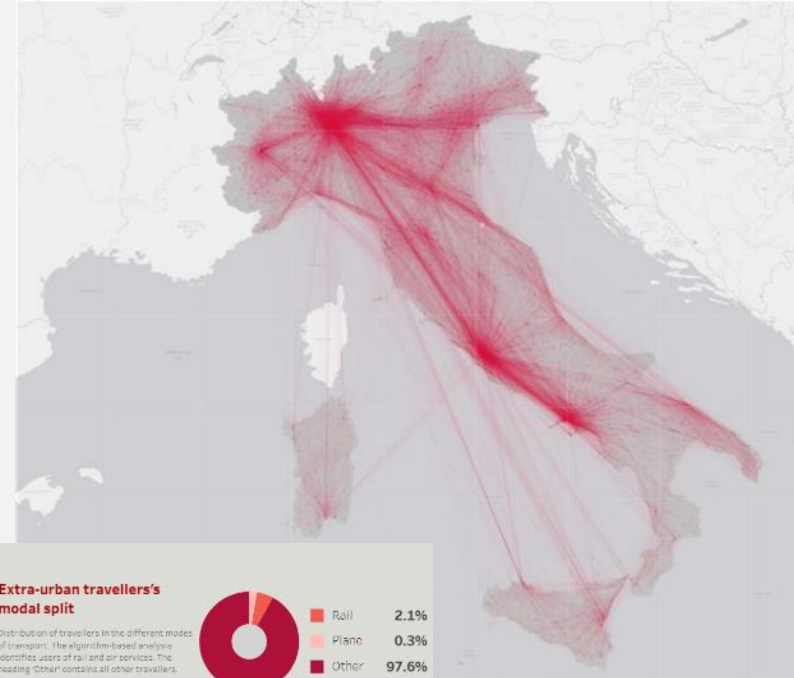 Extra-urban travellers's
modal split
Distribution of travellers in the different modes
of transport. The algorithm-based analysis
identifies users of rail and air services. The
heading 'Other' contains all other travellers.
Rail 2.1%
Plane 0.3%
Other 97.6%